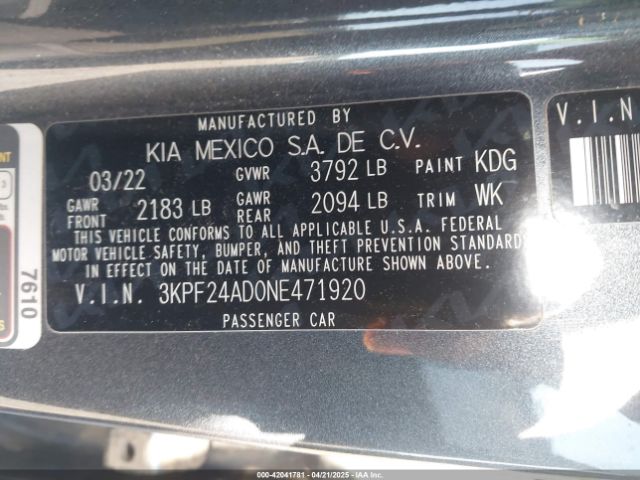 MANUFACTURED BY
KIA MEXICO S.A. DE C.V.
03/22 GVWR 3792 LB PAINT KDG
GAWR FRONT 2183 LB GAWR REAR 2094 LB TRIM WK
THIS VEHICLE CONFORMS TO ALL APPLICABLE U.S.A. FEDERAL
MOTOR VEHICLE SAFETY, BUMPER, AND THEFT PREVENTION STANDARD
IN EFFECT ON THE DATE OF MANUFACTURE SHOWN ABOVE.
V.I.N. 3KPF24AD0NE471920
PASSENGER CAR
V.I.N
7610
000-42041781 - 04/21/2025 - IAAI.COM